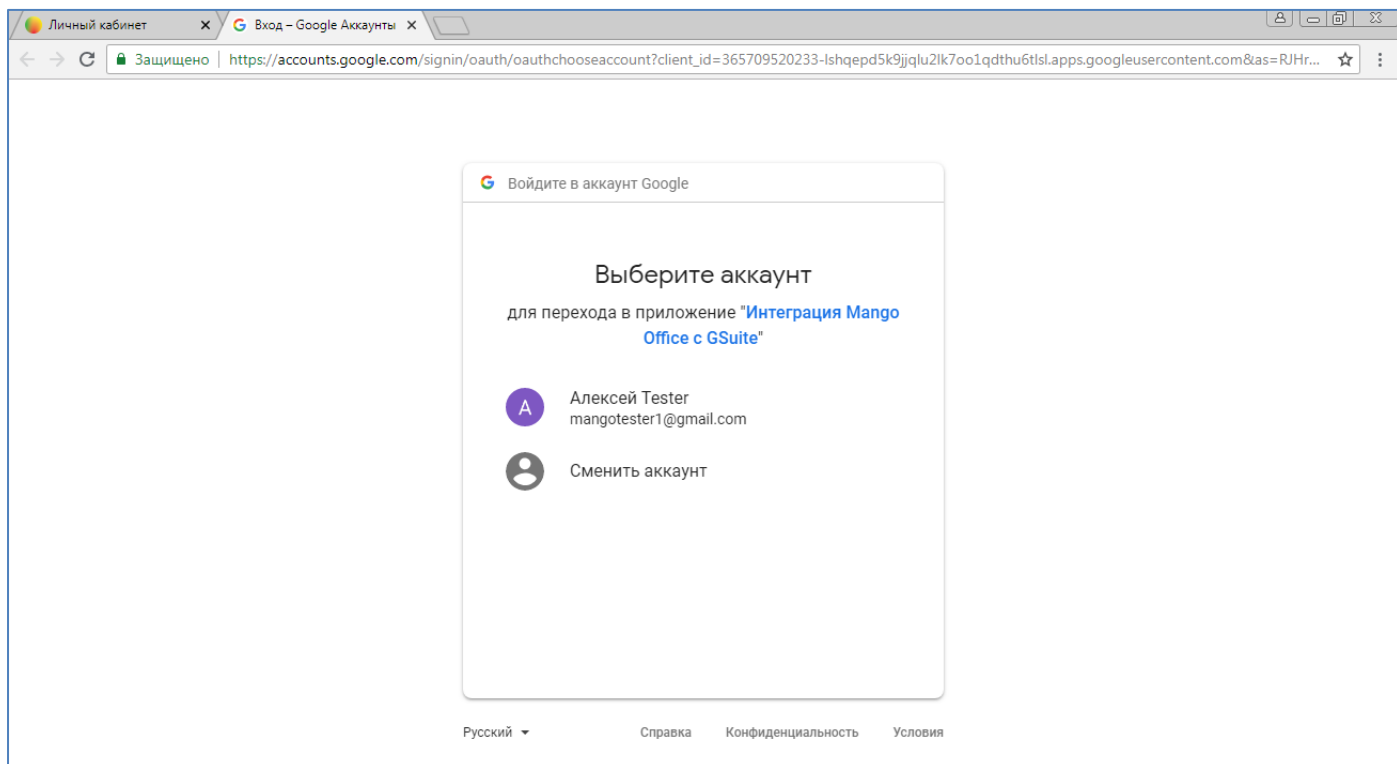 Личный кабинет
Вход – Google Аккаунты
Защищено
https://accounts.google.com/signin/oauth/oauthchooseaccount?client_id=365709520233-lshqepd5k9jjqlu2lk7oo1qdthu6tlsl.apps.googleusercontent.com&as=RJHr...
Войдите в аккаунт Google
Выберите аккаунт
для перехода в приложение "Интеграция Mango
Office с GSuite"
A
Алексей Tester
mangotester1@gmail.com
Сменить аккаунт
Русский
Справка
Конфиденциальность
Условия